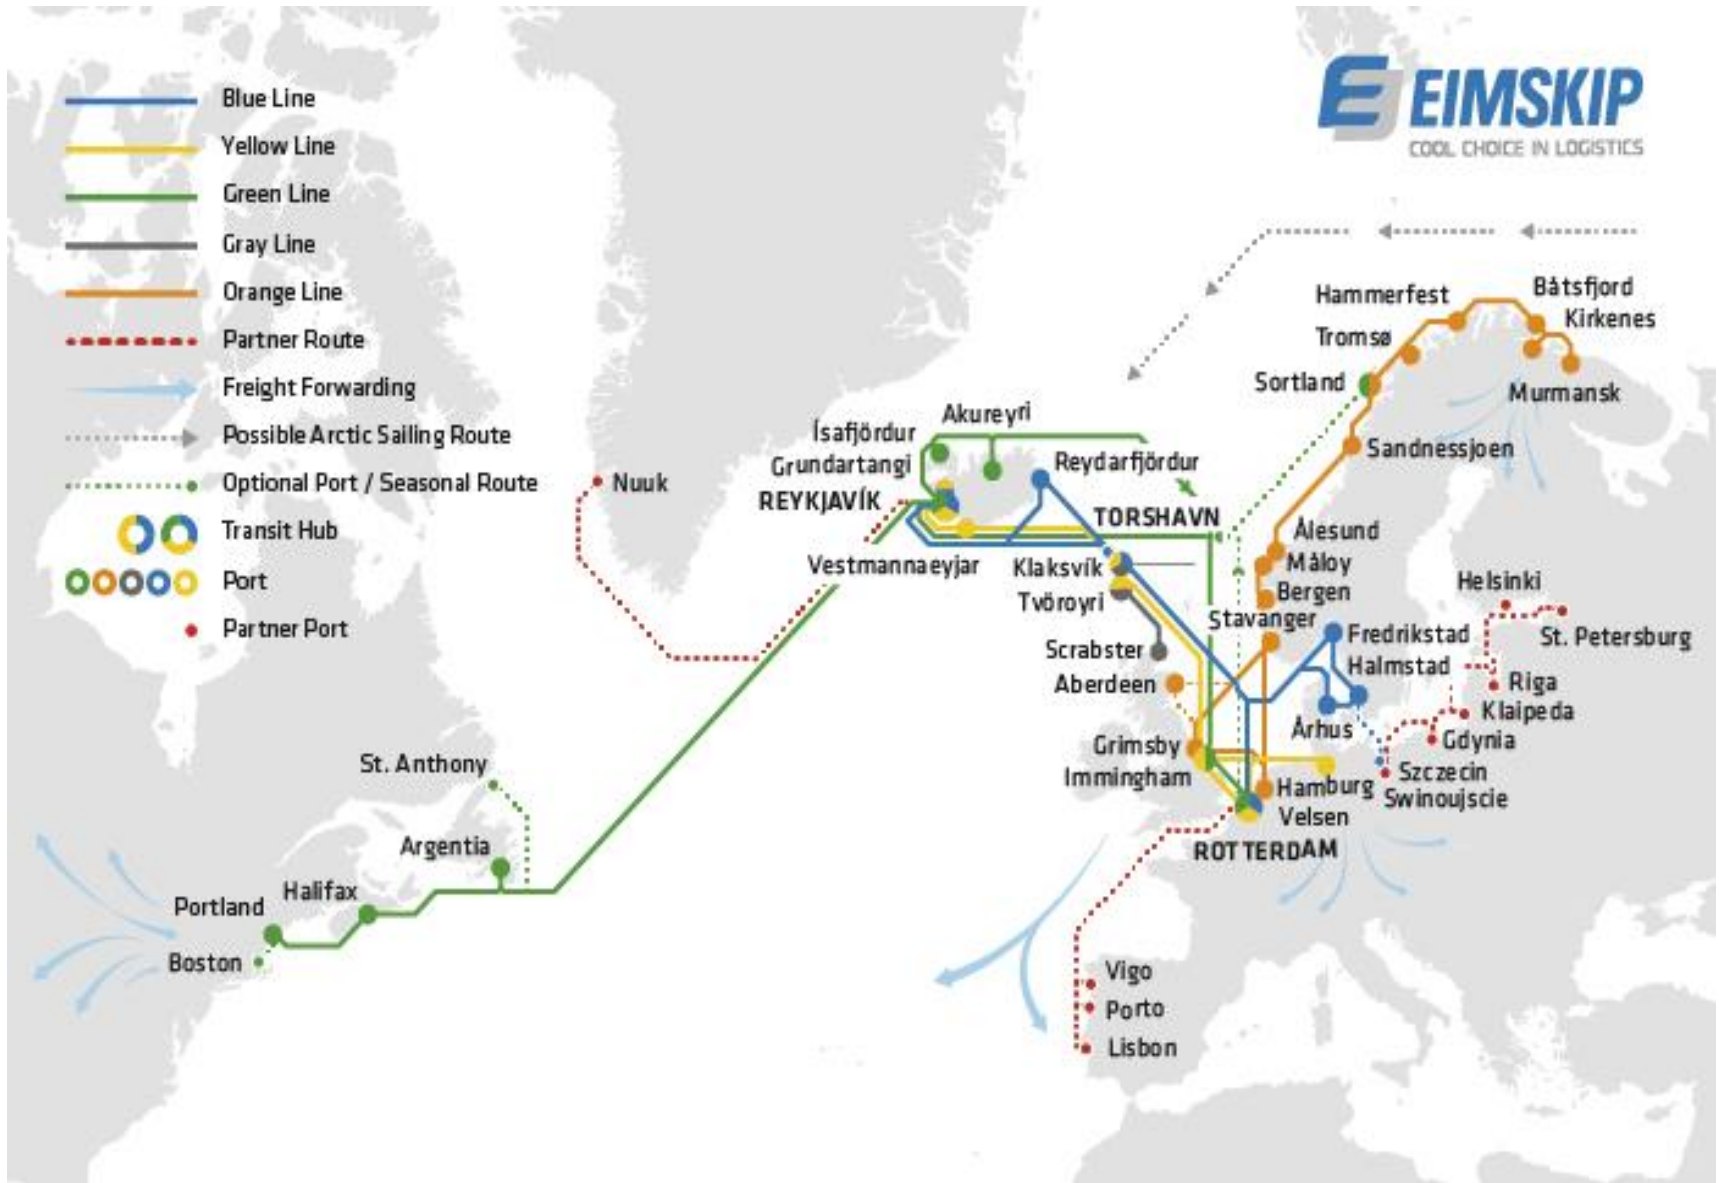 Blue Line
Yellow Line
Green Line
Gray Line
Orange Line
Partner Route
Freight Forwarding
Possible Arctic Sailing Route
Optional Port / Seasonal Route
Transit Hub
Port
Partner Port
EIMSKIP
COOL CHOICE IN LOGISTICS
Hammerfest
Båtsfjord
Kirkenes
Tromsø
Sortland
Murmansk
Sandnessjoen
Akureyri
Ísafjördur
Grundartangi
REYKJAVÍK
Reydarfjördur
Nuuk
TORSHAVN
Vestmannaeyjar
Klaksvík
Tvöroyri
Ålesund
Måloy
Bergen
Stavanger
Helsinki
St. Petersburg
Fredrikstad
Halmstad
Scrabster
Aberdeen
Riga
Klaipeda
Århus
Gdynia
Grimsby
Immingham
Szczecin
Swinoujscie
Hamburg
Velsen
ROTTERDAM
St. Anthony
Argentia
Halifax
Portland
Boston
Vigo
Porto
Lisbon